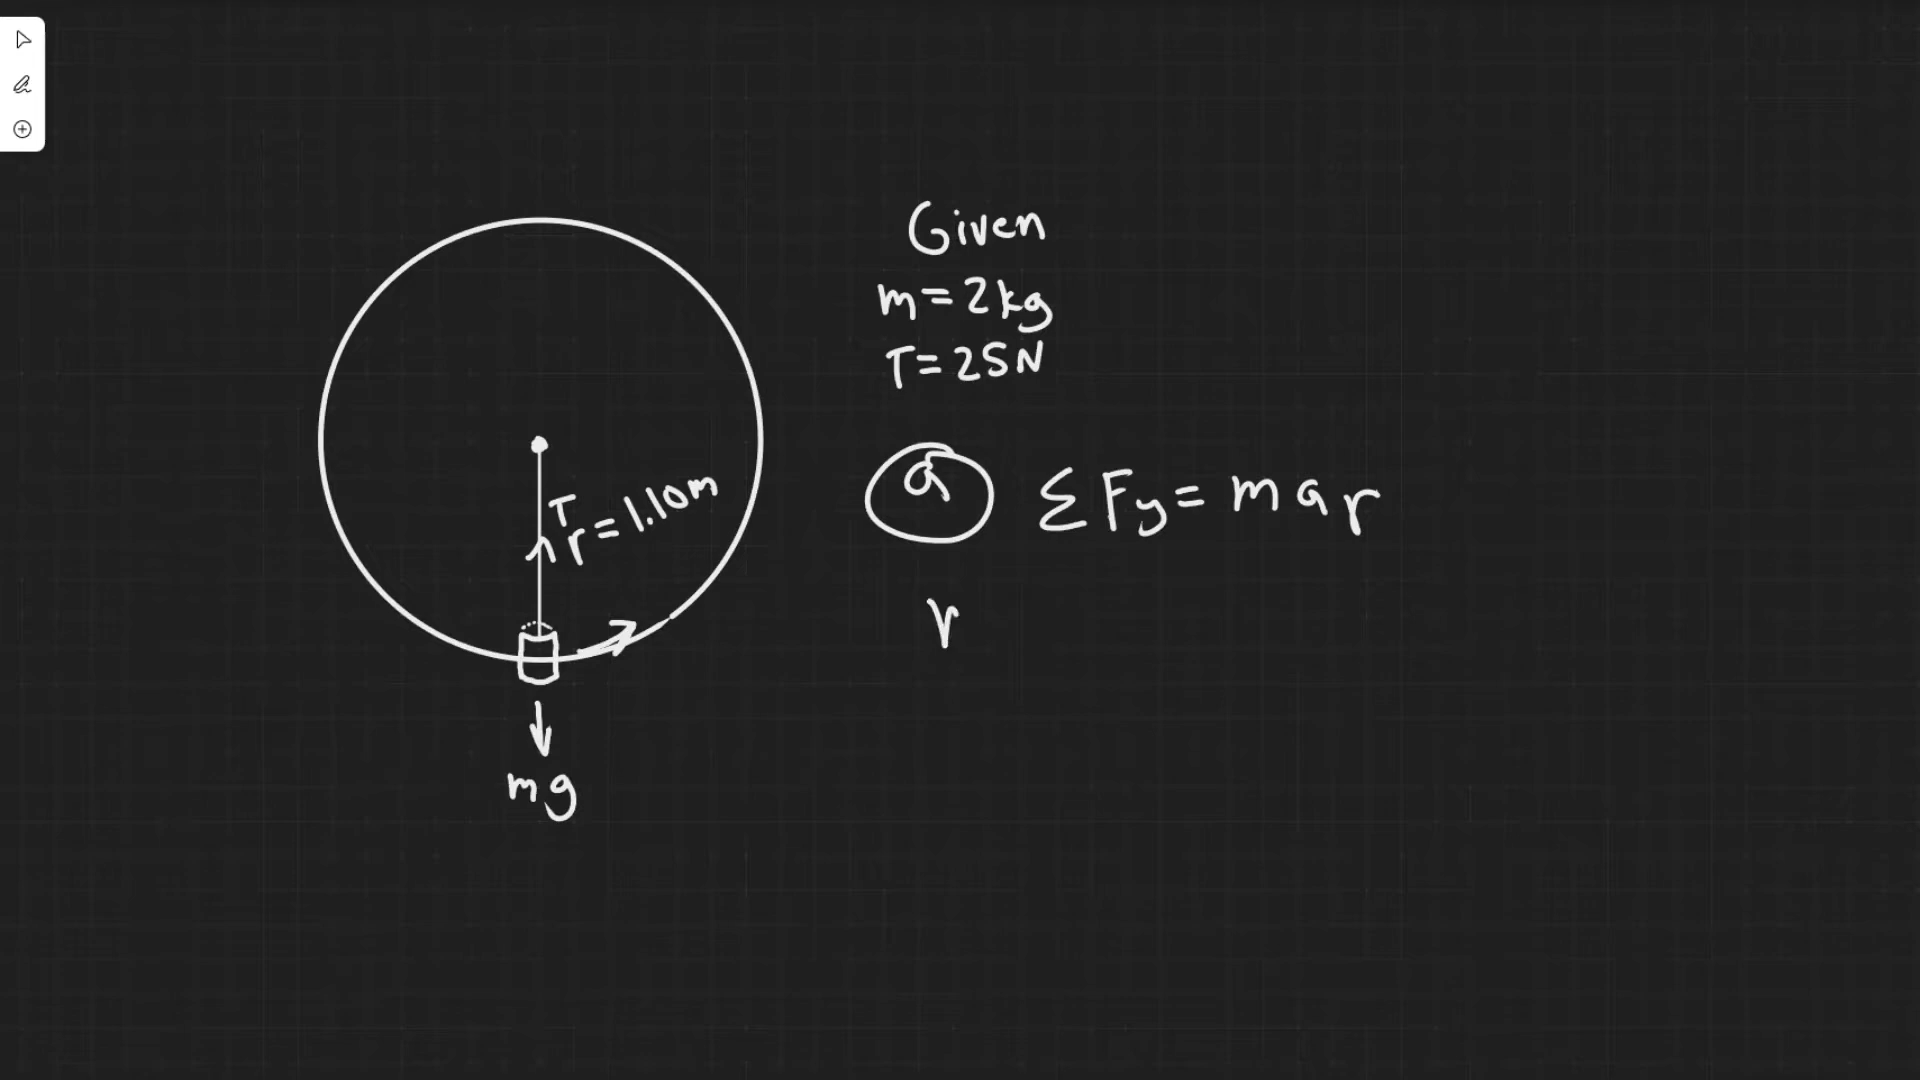 Given
m = 2kg
T = 25N
T
r = 1.10m
a
ΣFy = mar
r
mg